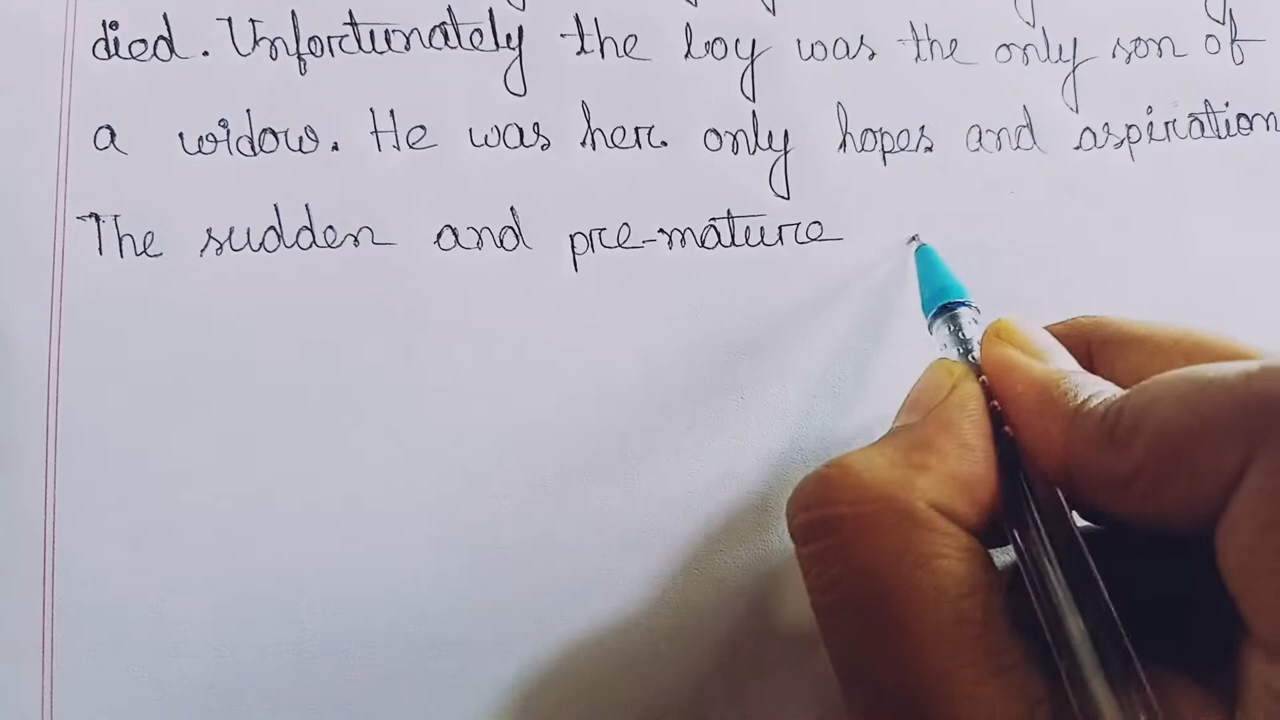 died. Unfortunately the boy was the only son of
a widow. He was her only hopes and aspiration
The sudden and pre-mature